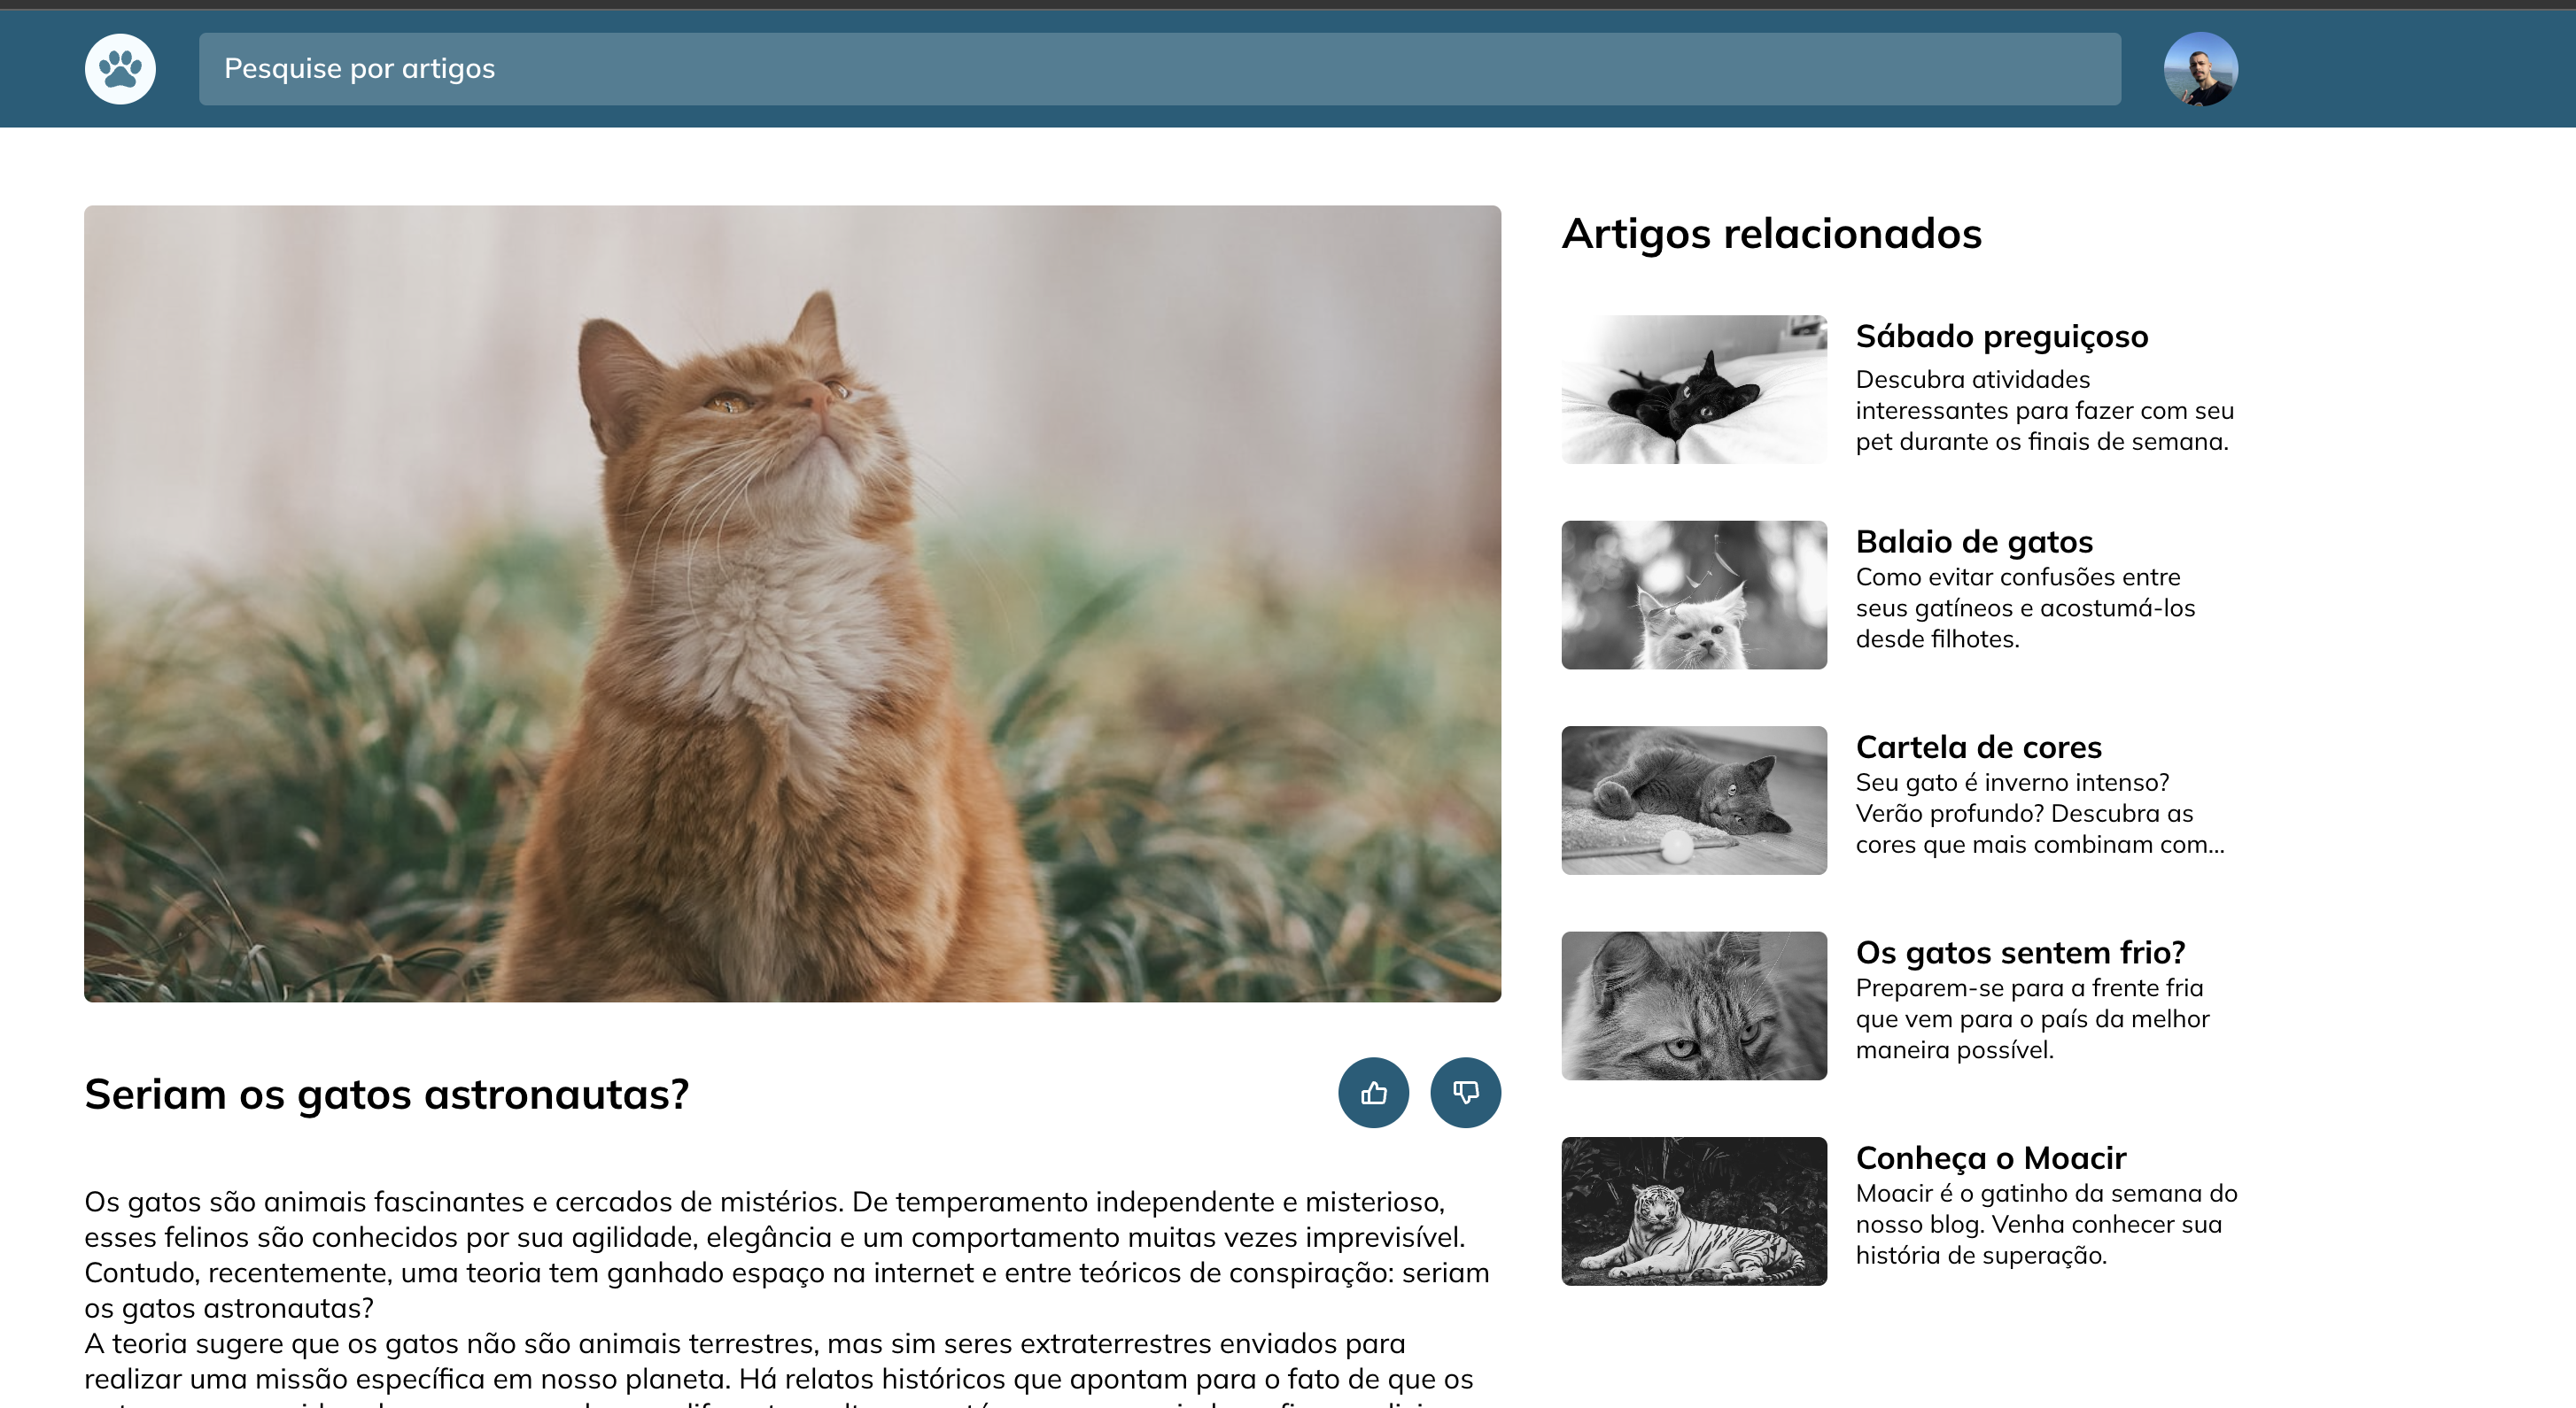 Pesquise por artigos
Artigos relacionados
Sábado preguiçoso
Descubra atividades
interessantes para fazer com seu
pet durante os finais de semana.
Balaio de gatos
Como evitar confusões entre
seus gatíneos e acostumá-los
desde filhotes.
Cartela de cores
Seu gato é inverno intenso?
Verão profundo? Descubra as
cores que mais combinam com...
Os gatos sentem frio?
Preparem-se para a frente fria
que vem para o país da melhor
maneira possível.
Conheça o Moacir
Moacir é o gatinho da semana do
nosso blog. Venha conhecer sua
história de superação.
Seriam os gatos astronautas?
Os gatos são animais fascinantes e cercados de mistérios. De temperamento independente e misterioso,
esses felinos são conhecidos por sua agilidade, elegância e um comportamento muitas vezes imprevisível.
Contudo, recentemente, uma teoria tem ganhado espaço na internet e entre teóricos de conspiração: seriam
os gatos astronautas?
A teoria sugere que os gatos não são animais terrestres, mas sim seres extraterrestres enviados para
realizar uma missão específica em nosso planeta. Há relatos históricos que apontam para o fato de que os